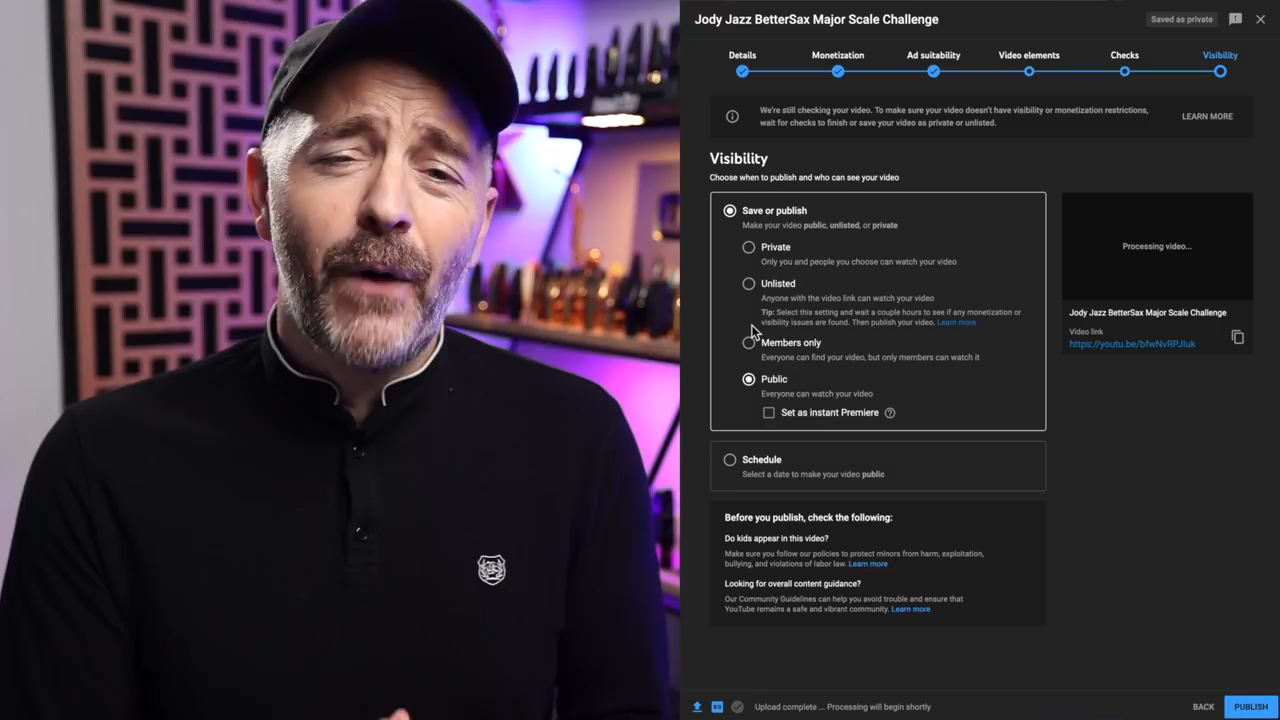 Jody Jazz BetterSax Major Scale Challenge
Saved as private
Details
Monetization
Ad suitability
Video elements
Checks
Visibility
We're still checking your video. To make sure your video doesn't have visibility or monetization restrictions,
wait for checks to finish or save your video as private or unlisted.
LEARN MORE
Visibility
Choose when to publish and who can see your video
Save or publish
Make your video public, unlisted, or private
Private
Only you and people you choose can watch your video
Unlisted
Anyone with the video link can watch your video
Tip: Select this setting and wait a couple hours to see if any monetization or
visibility issues are found. Then publish your video. Learn more
Members only
Everyone can find your video, but only members can watch it
Public
Everyone can watch your video
Set as instant Premiere
Schedule
Select a date to make your video public
Before you publish, check the following:
Do kids appear in this video?
Make sure you follow our policies to protect minors from harm, exploitation,
bullying, and violations of labor law. Learn more
Looking for overall content guidance?
Our Community Guidelines can help you avoid trouble and ensure that
YouTube remains a safe and vibrant community. Learn more
Processing video...
Jody Jazz BetterSax Major Scale Challenge
Video link
https://youtu.be/bfwNvRPJIuk
SD
Upload complete ... Processing will begin shortly
BACK
PUBLISH